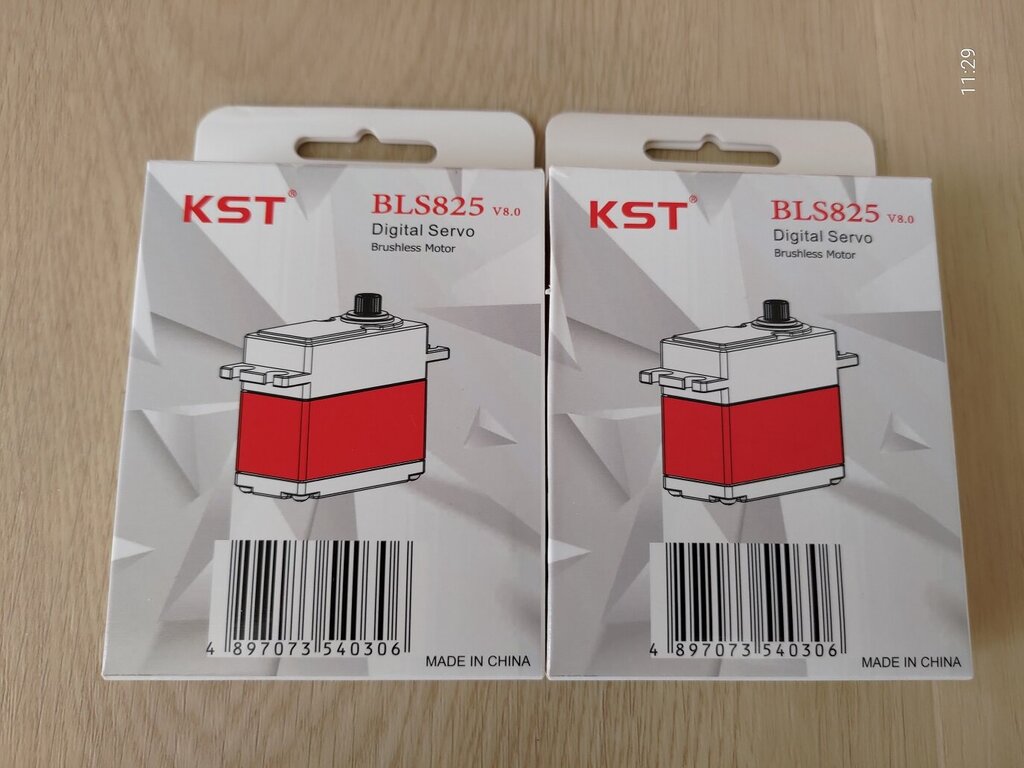 11:29
KST®
BLS825 V8.0
Digital Servo
Brushless Motor
4 897073 540306
MADE IN CHINA
KST®
BLS825 V8.0
Digital Servo
Brushless Motor
4 897073 540306
MADE IN CHINA